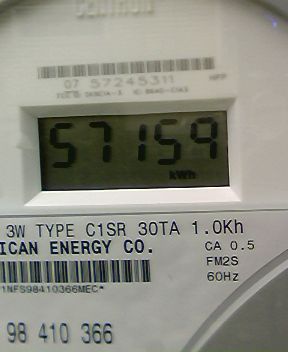 CENTRON
07 57245311
57159
kWh
3W TYPE C1SR 30TA 1.0Kh
ICAN ENERGY CO.
CA 0.5
FM2S
60Hz
*1NFS98410366MEC*
98 410 366